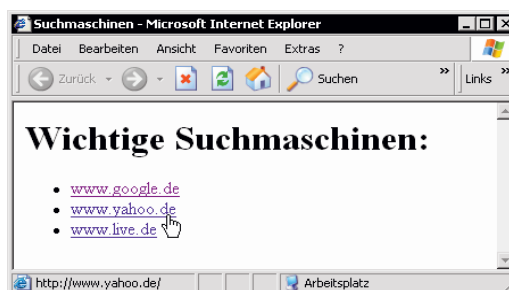 Suchmaschinen - Microsoft Internet Explorer
Datei Bearbeiten Ansicht Favoriten Extras ?
Zurück Suchen » Links »
Wichtige Suchmaschinen:
• www.google.de
• www.yahoo.de
• www.live.de
http://www.yahoo.de/ Arbeitsplatz